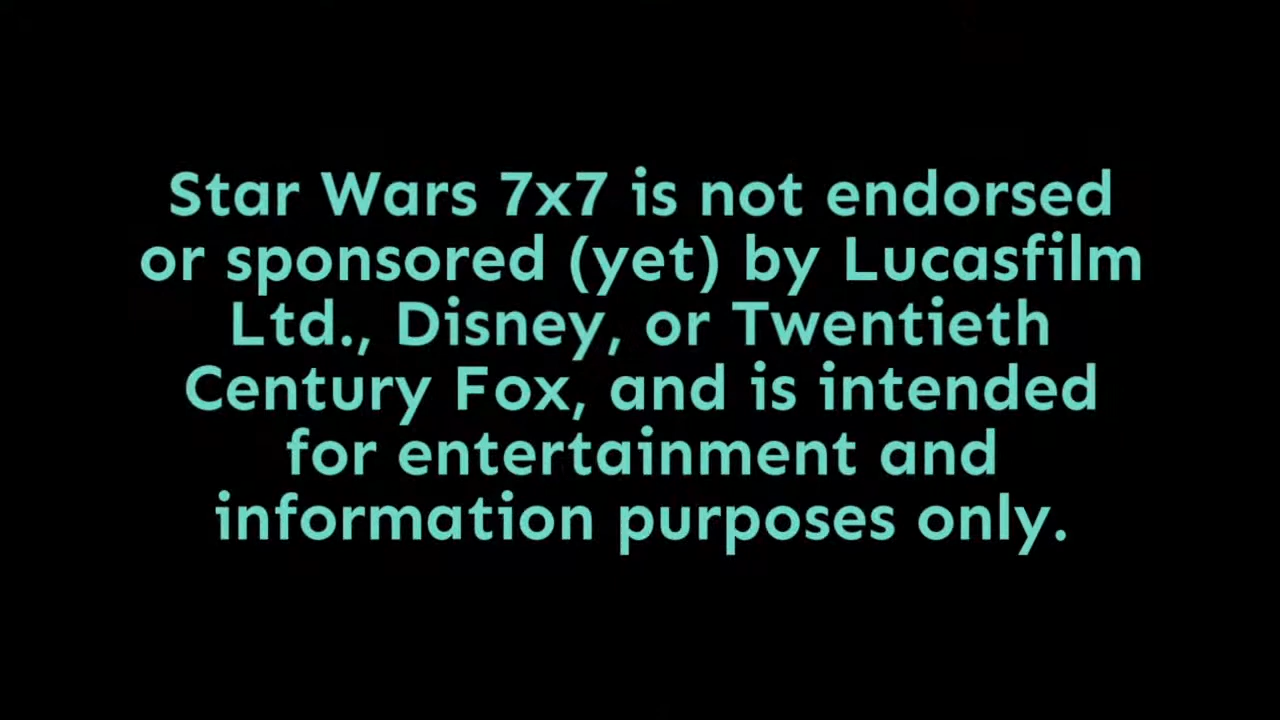 Star Wars 7x7 is not endorsed
or sponsored (yet) by Lucasfilm
Ltd., Disney, or Twentieth
Century Fox, and is intended
for entertainment and
information purposes only.